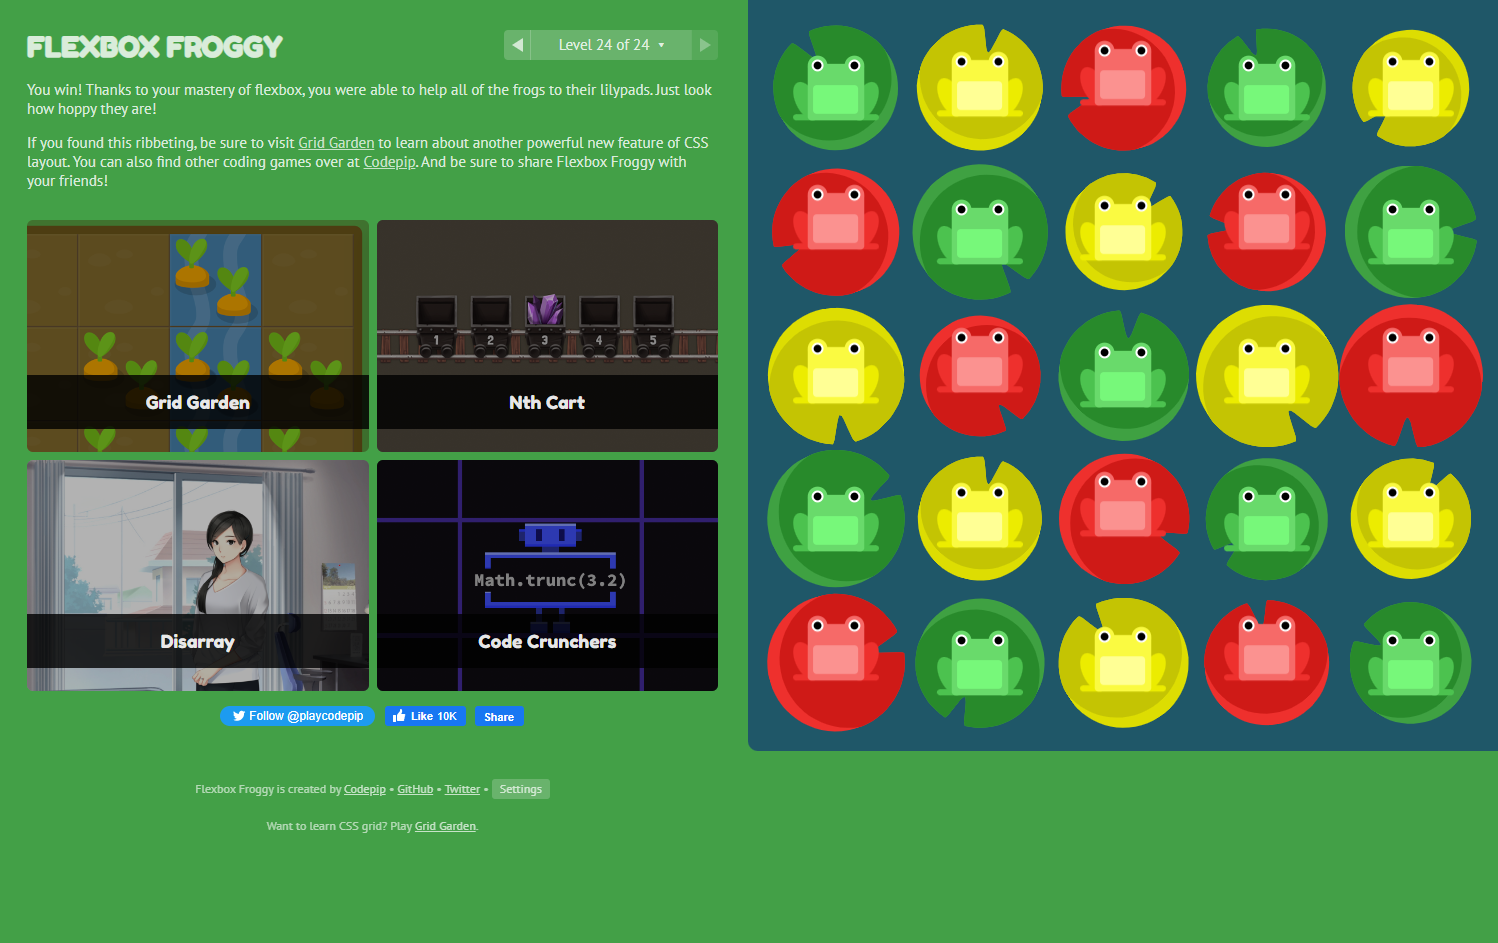 FLEXBOX FROGGY
Level 24 of 24
You win! Thanks to your mastery of flexbox, you were able to help all of the frogs to their lilypads. Just look
how hoppy they are!
If you found this ribbeting, be sure to visit Grid Garden to learn about another powerful new feature of CSS
layout. You can also find other coding games over at Codepip. And be sure to share Flexbox Froggy with
your friends!
Grid Garden
1 2 3 4 5
Nth Cart
Disarray
Math.trunc(3.2)
Code Crunchers
Follow @playcodepip
Like 10K
Share
Flexbox Froggy is created by Codepip • GitHub • Twitter • Settings
Want to learn CSS grid? Play Grid Garden.